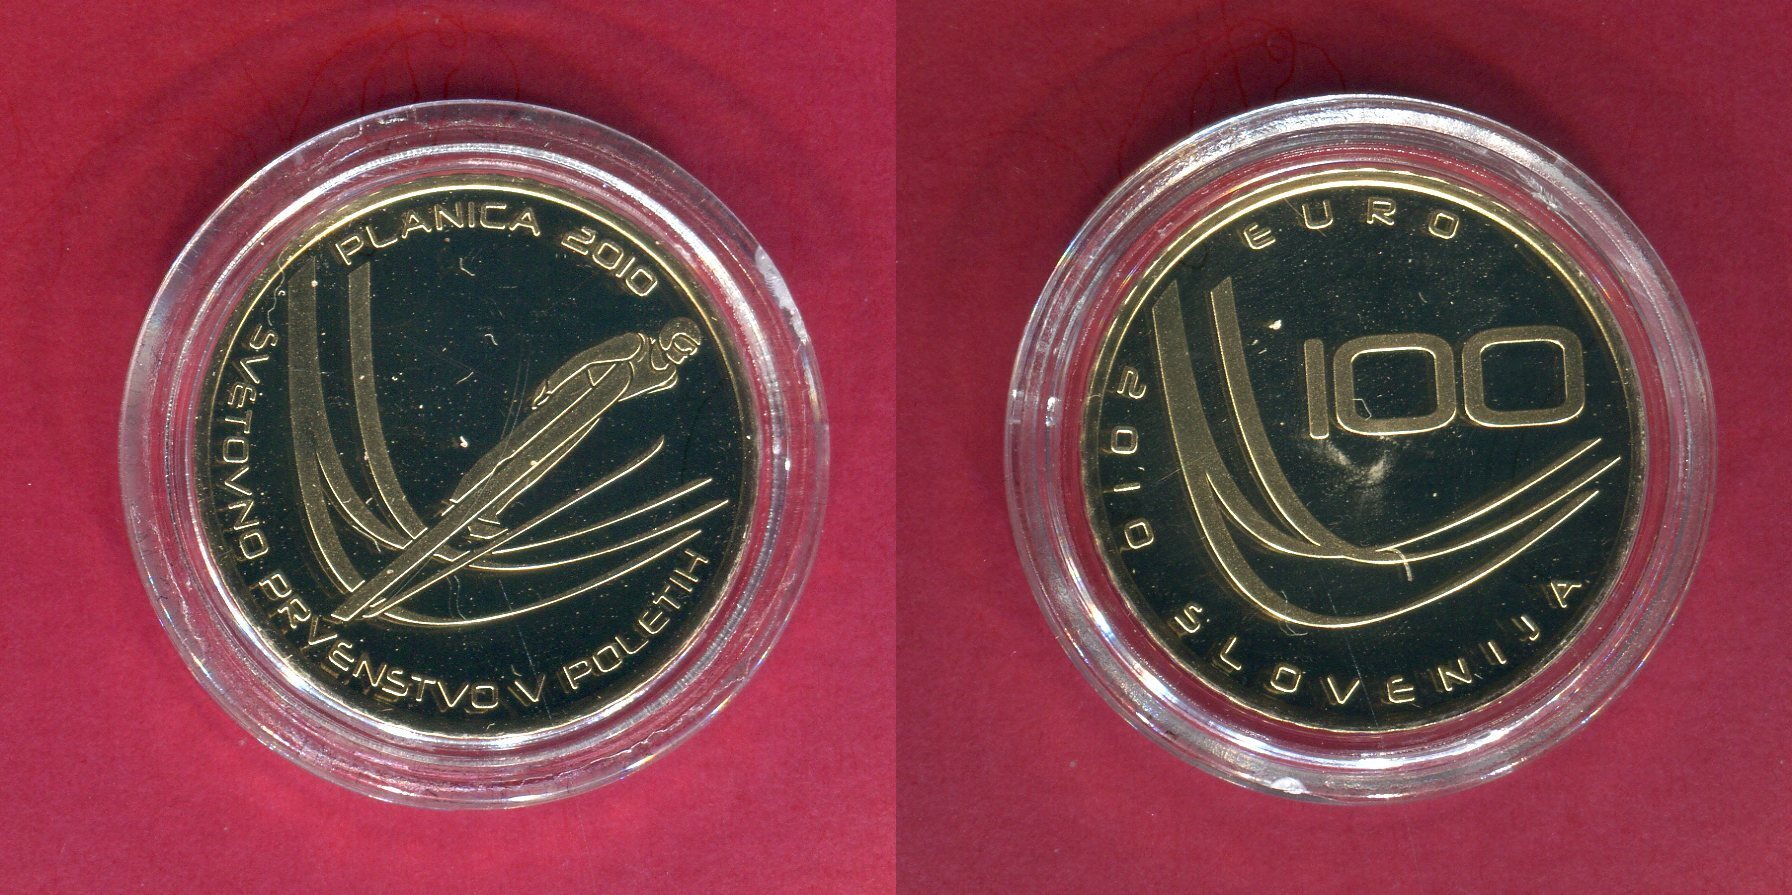 PLANICA 2010
SVETOVNO PRVENSTVO V POLETIH
EURO
100
2010
SLOVENIJA